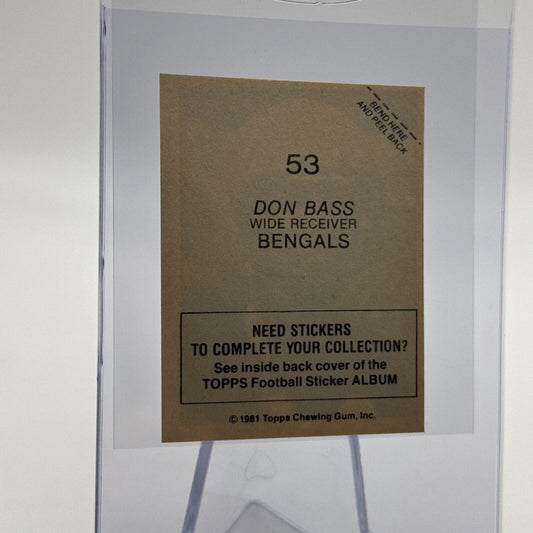 BEND HERE
AND PEEL BACK
53
DON BASS
WIDE RECEIVER
BENGALS
NEED STICKERS
TO COMPLETE YOUR COLLECTION?
See inside back cover of the
TOPPS Football Sticker ALBUM
© 1981 Topps Chewing Gum, Inc.